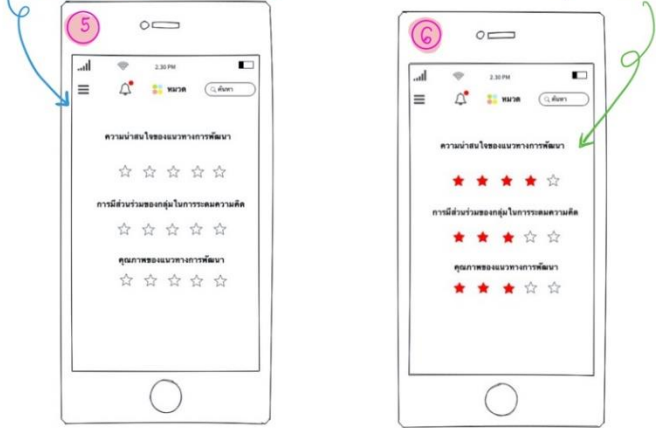 5
2.30 PM
หมวด
ค้นหา
ความน่าสนใจของแนวทางการพัฒนา
การมีส่วนร่วมของกลุ่มในการระดมความคิด
คุณภาพของแนวทางการพัฒนา
6
2.30 PM
หมวด
ค้นหา
ความน่าสนใจของแนวทางการพัฒนา
การมีส่วนร่วมของกลุ่มในการระดมความคิด
คุณภาพของแนวทางการพัฒนา